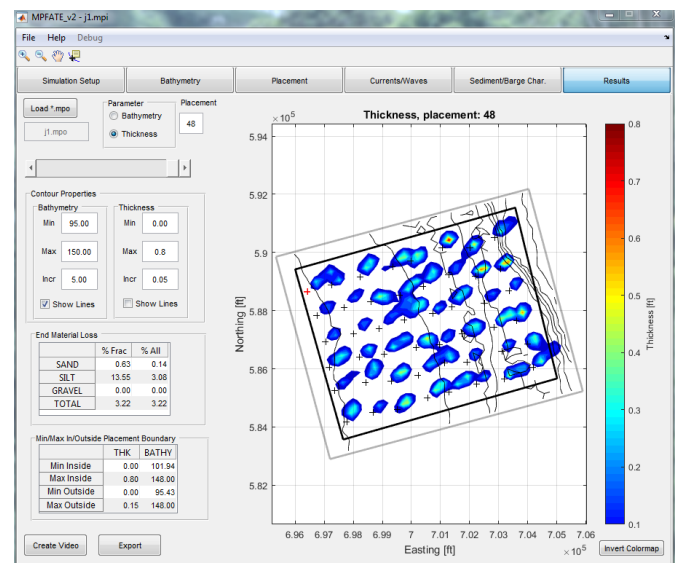 MPFATE_v2 - j1.mpi
File Help Debug
Simulation Setup Bathymetry Placement Currents/Waves Sediment/Barge Char. Results
Load *.mpo
j1.mpo
Parameter
Bathymetry
Thickness
Placement
48
Contour Properties
Bathymetry Thickness
Min 95.00 Min 0.00
Max 150.00 Max 0.8
Incr 5.00 Incr 0.05
Show Lines Show Lines
End Material Loss
% Frac % All
SAND 0.63 0.14
SILT 13.55 3.08
GRAVEL 0.00 0.00
TOTAL 3.22 3.22
Min/Max In/Outside Placement Boundary
THK BATHY
Min Inside 0.00 101.94
Max Inside 0.80 148.00
Min Outside 0.00 95.43
Max Outside 0.15 148.00
Create Video Export
Thickness, placement: 48
×10⁵
5.94
5.92
5.9
5.88
5.86
5.84
5.82
Northing [ft]
6.96 6.97 6.98 6.99 7 7.01 7.02 7.03 7.04 7.05 7.06
Easting [ft]
×10⁵
0.8
0.7
0.6
0.5
0.4
0.3
0.2
0.1
Thickness [ft]
Invert Colormap